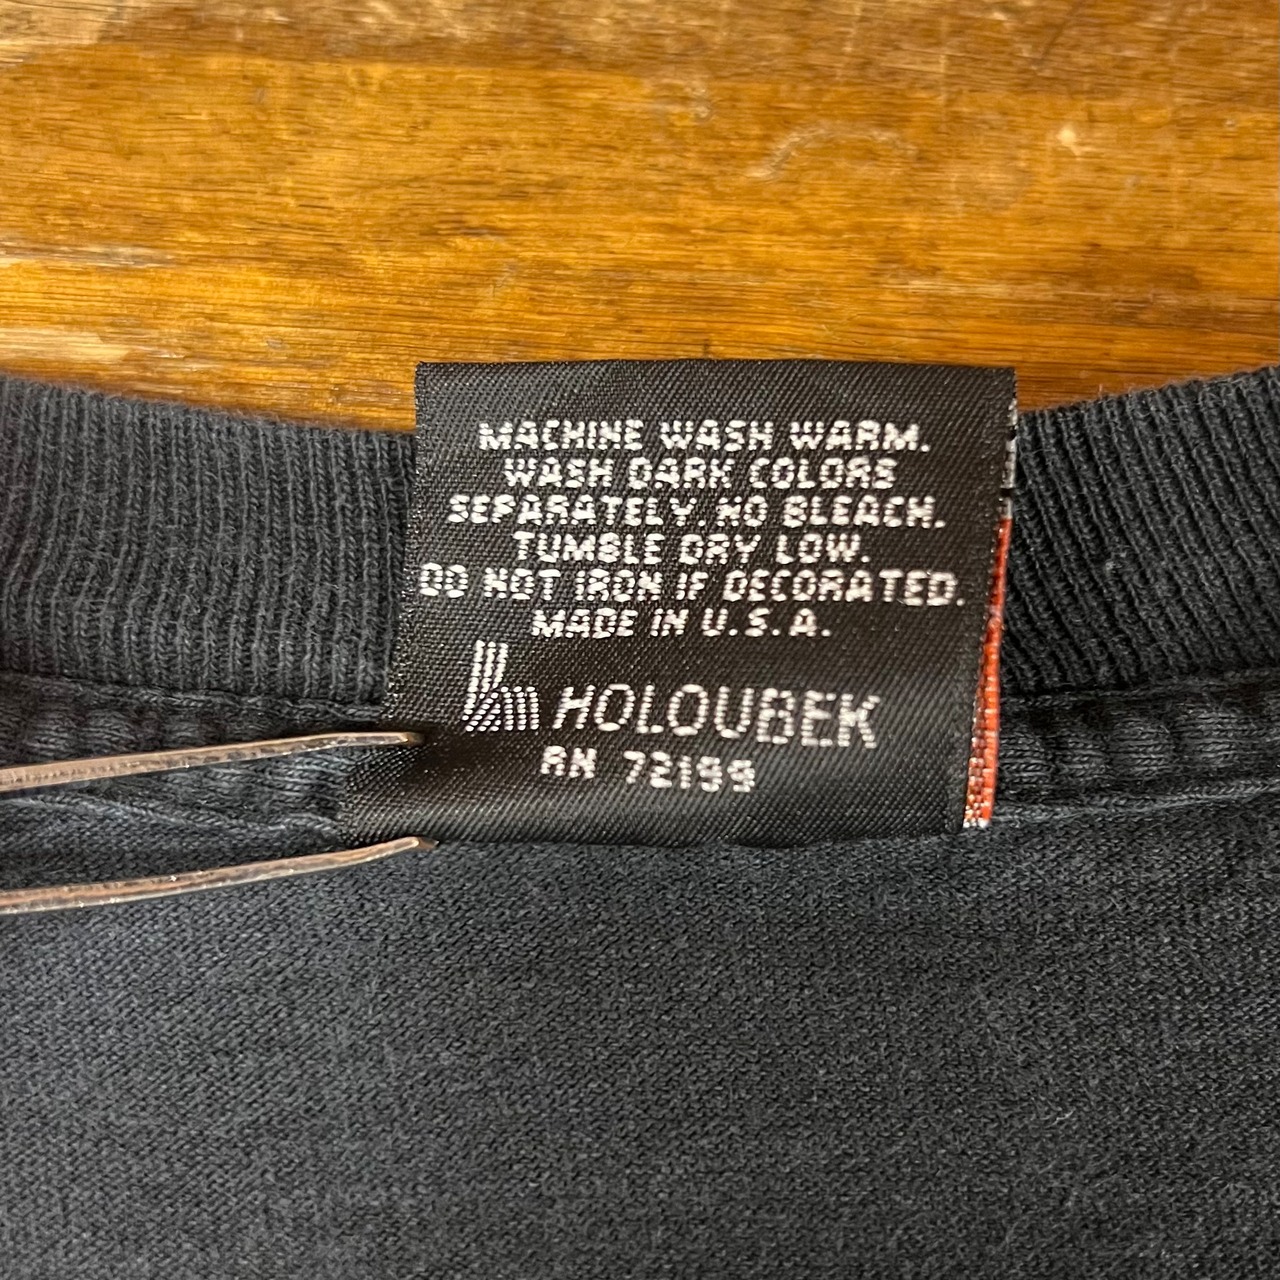 MACHINE WASH WARM.
WASH DARK COLORS
SEPARATELY. NO BLEACH.
TUMBLE DRY LOW.
DO NOT IRON IF DECORATED.
MADE IN U.S.A.
HOLOUBEK
RN 72199